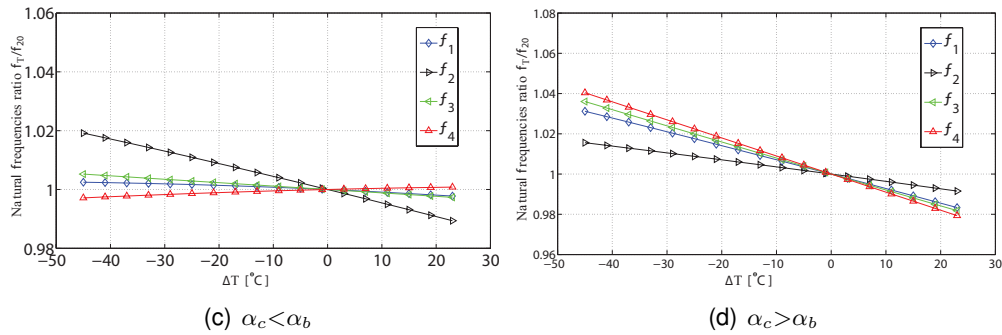 Natural frequencies ratio f_T/f_20
1.06
1.04
1.02
1
0.98
−50 −40 −30 −20 −10 0 10 20 30
ΔT [°C]
f_1
f_2
f_3
f_4
(c) α_c<α_b
Natural frequencies ratio f_T/f_20
1.08
1.06
1.04
1.02
1
0.98
0.96
−50 −40 −30 −20 −10 0 10 20 30
ΔT [°C]
f_1
f_2
f_3
f_4
(d) α_c>α_b